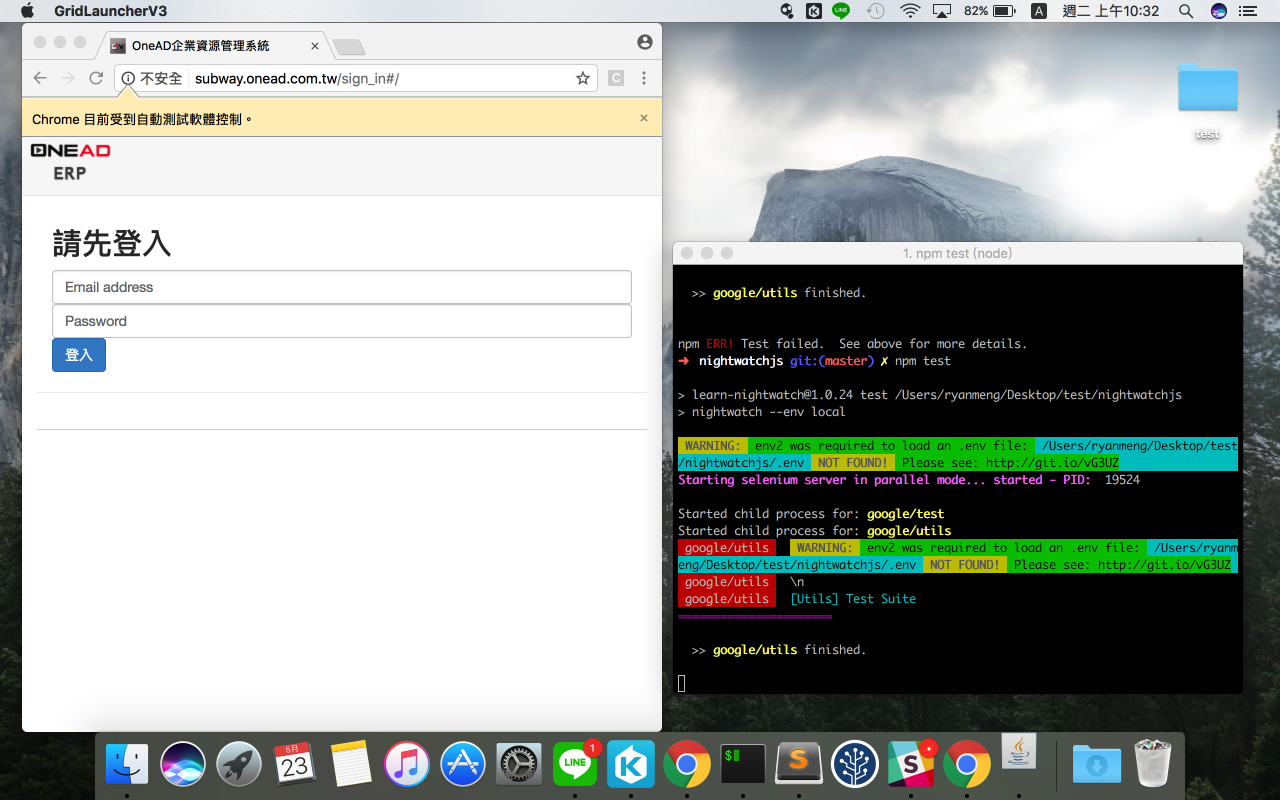 GridLauncherV3
82%
A
週二 上午10:32
OneAD企業資源管理系統
不安全
subway.onead.com.tw/sign_in#/
C
Chrome 目前受到自動測試軟體控制。
ONEAD
ERP
請先登入
Email address
Password
登入
test
1. npm test (node)
>> google/utils finished.
npm ERR! Test failed.  See above for more details.
➜  nightwatchjs git:(master) ✗ npm test
> learn-nightwatch@1.0.24 test /Users/ryanmeng/Desktop/test/nightwatchjs
> nightwatch --env local
WARNING:  env2 was required to load an .env file:  /Users/ryanmeng/Desktop/test
/nightwatchjs/.env  NOT FOUND!  Please see: http://git.io/vG3UZ
Starting selenium server in parallel mode... started - PID:  19524
Started child process for: google/test
Started child process for: google/utils
google/utils   WARNING:  env2 was required to load an .env file:  /Users/ryanm
eng/Desktop/test/nightwatchjs/.env  NOT FOUND!  Please see: http://git.io/vG3UZ
google/utils   \n
google/utils   [Utils] Test Suite
======================
>> google/utils finished.
5月
23
LINE
1
K
$
S
S